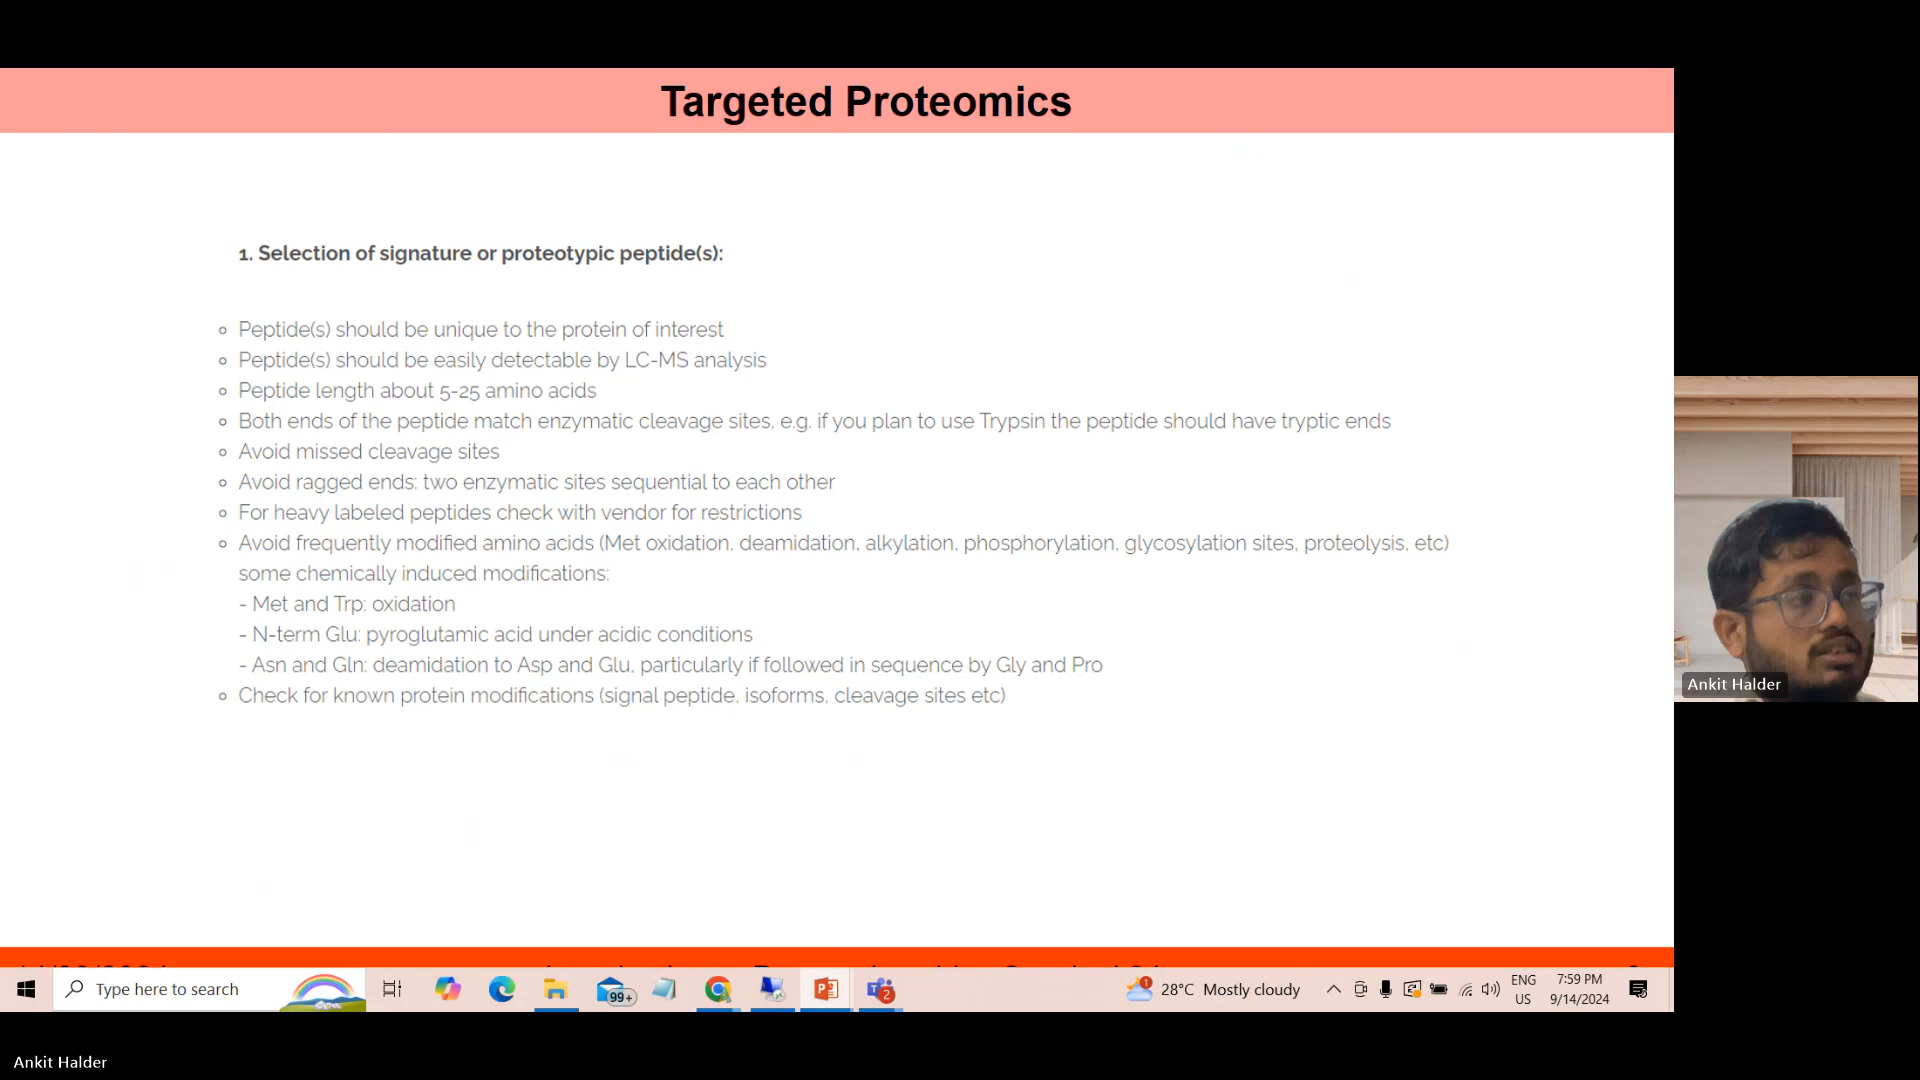 Targeted Proteomics
1. Selection of signature or proteotypic peptide(s):
Peptide(s) should be unique to the protein of interest
Peptide(s) should be easily detectable by LC-MS analysis
Peptide length about 5-25 amino acids
Both ends of the peptide match enzymatic cleavage sites, e.g. if you plan to use Trypsin the peptide should have tryptic ends
Avoid missed cleavage sites
Avoid ragged ends: two enzymatic sites sequential to each other
For heavy labeled peptides check with vendor for restrictions
Avoid frequently modified amino acids (Met oxidation, deamidation, alkylation, phosphorylation, glycosylation sites, proteolysis, etc)
some chemically induced modifications:
- Met and Trp: oxidation
- N-term Glu: pyroglutamic acid under acidic conditions
- Asn and Gln: deamidation to Asp and Glu, particularly if followed in sequence by Gly and Pro
Check for known protein modifications (signal peptide, isoforms, cleavage sites etc)
Ankit Halder
Type here to search
99+
2
1
28°C Mostly cloudy
ENG
US
7:59 PM
9/14/2024
Ankit Halder